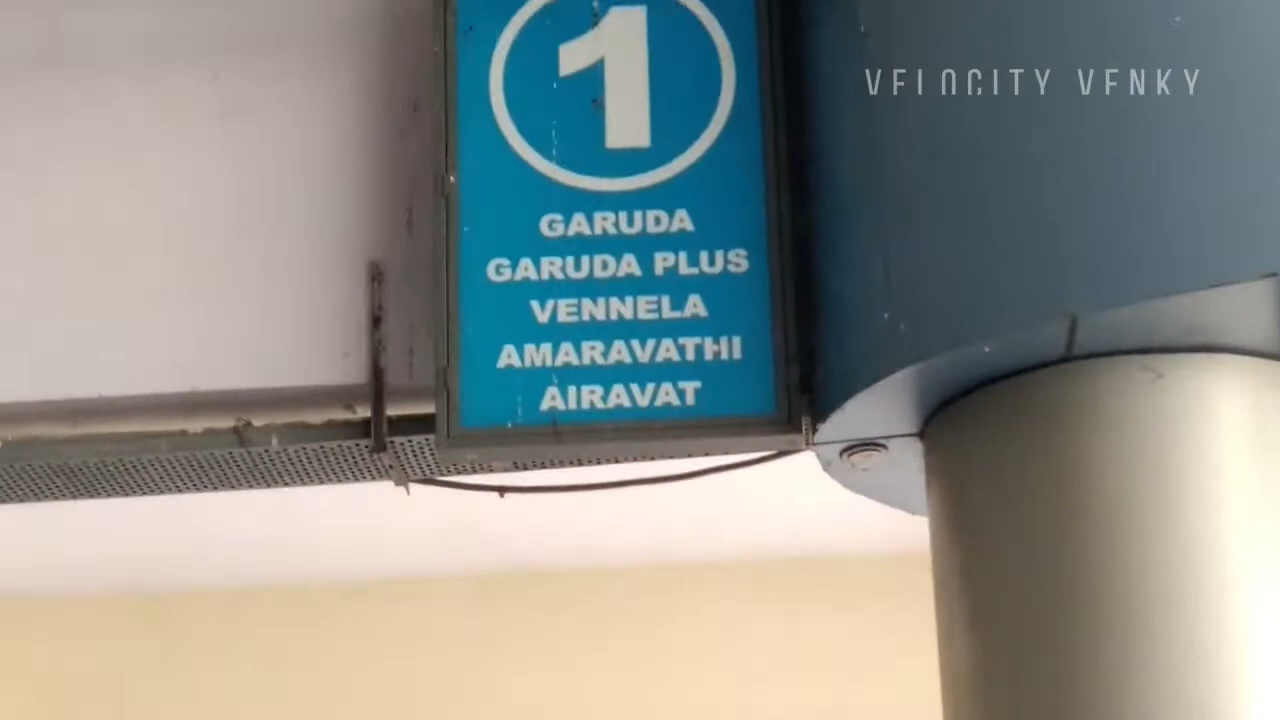 VELOCITY VENKY
1
GARUDA
GARUDA PLUS
VENNELA
AMARAVATHI
AIRAVAT